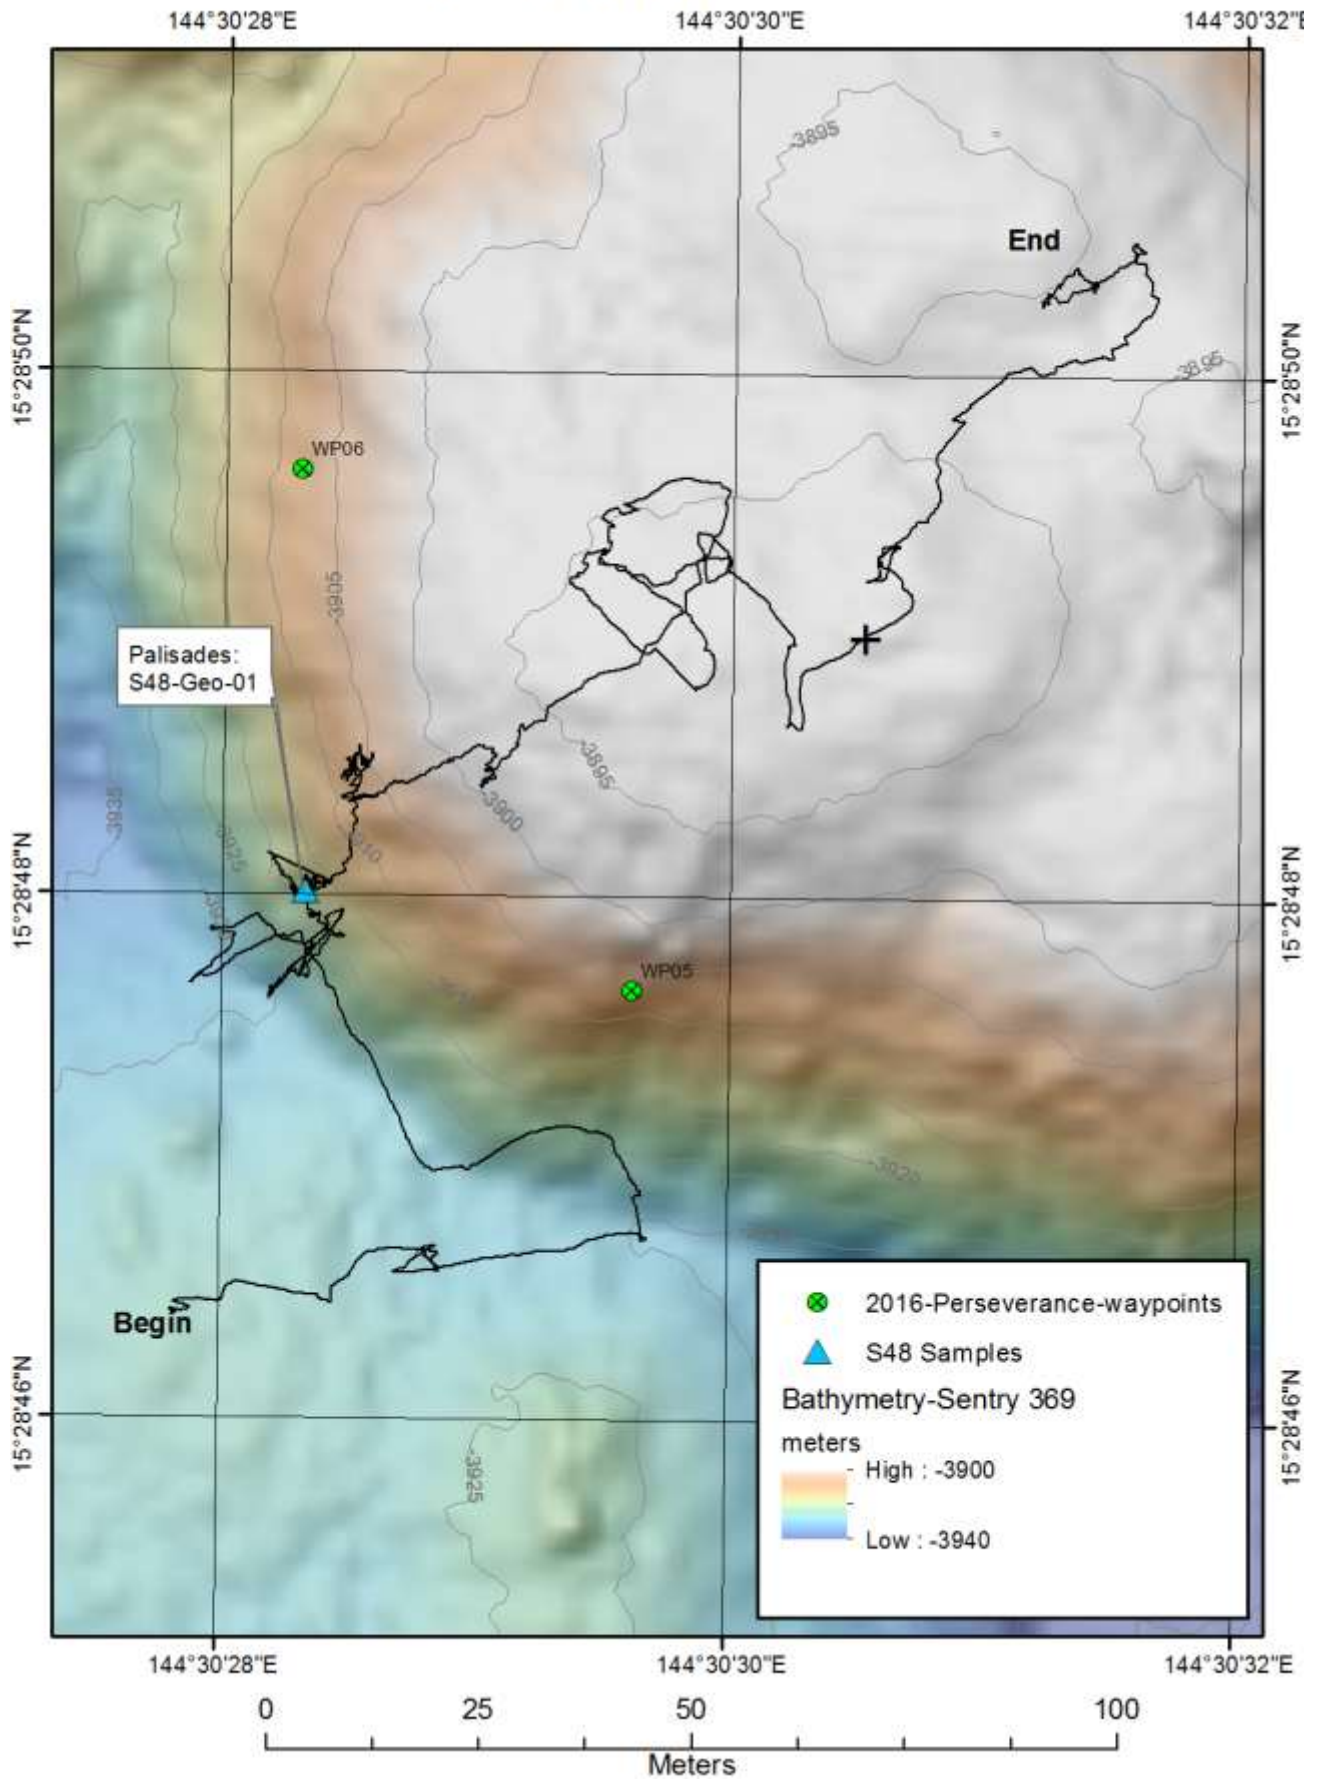 144°30'28"E
144°30'30"E
144°30'32"E
-3895
End
15°28'50"N
15°28'50"N
-3895
WP06
-3905
Palisades:
S48-Geo-01
-3895
-3900
-3935
-3925
15°28'48"N
15°28'48"N
WP05
-3920
Begin
2016-Perseverance-waypoints
S48 Samples
Bathymetry-Sentry 369
meters
High : -3900
Low : -3940
15°28'46"N
15°28'46"N
-3925
144°30'28"E
144°30'30"E
144°30'32"E
0 25 50 100
Meters